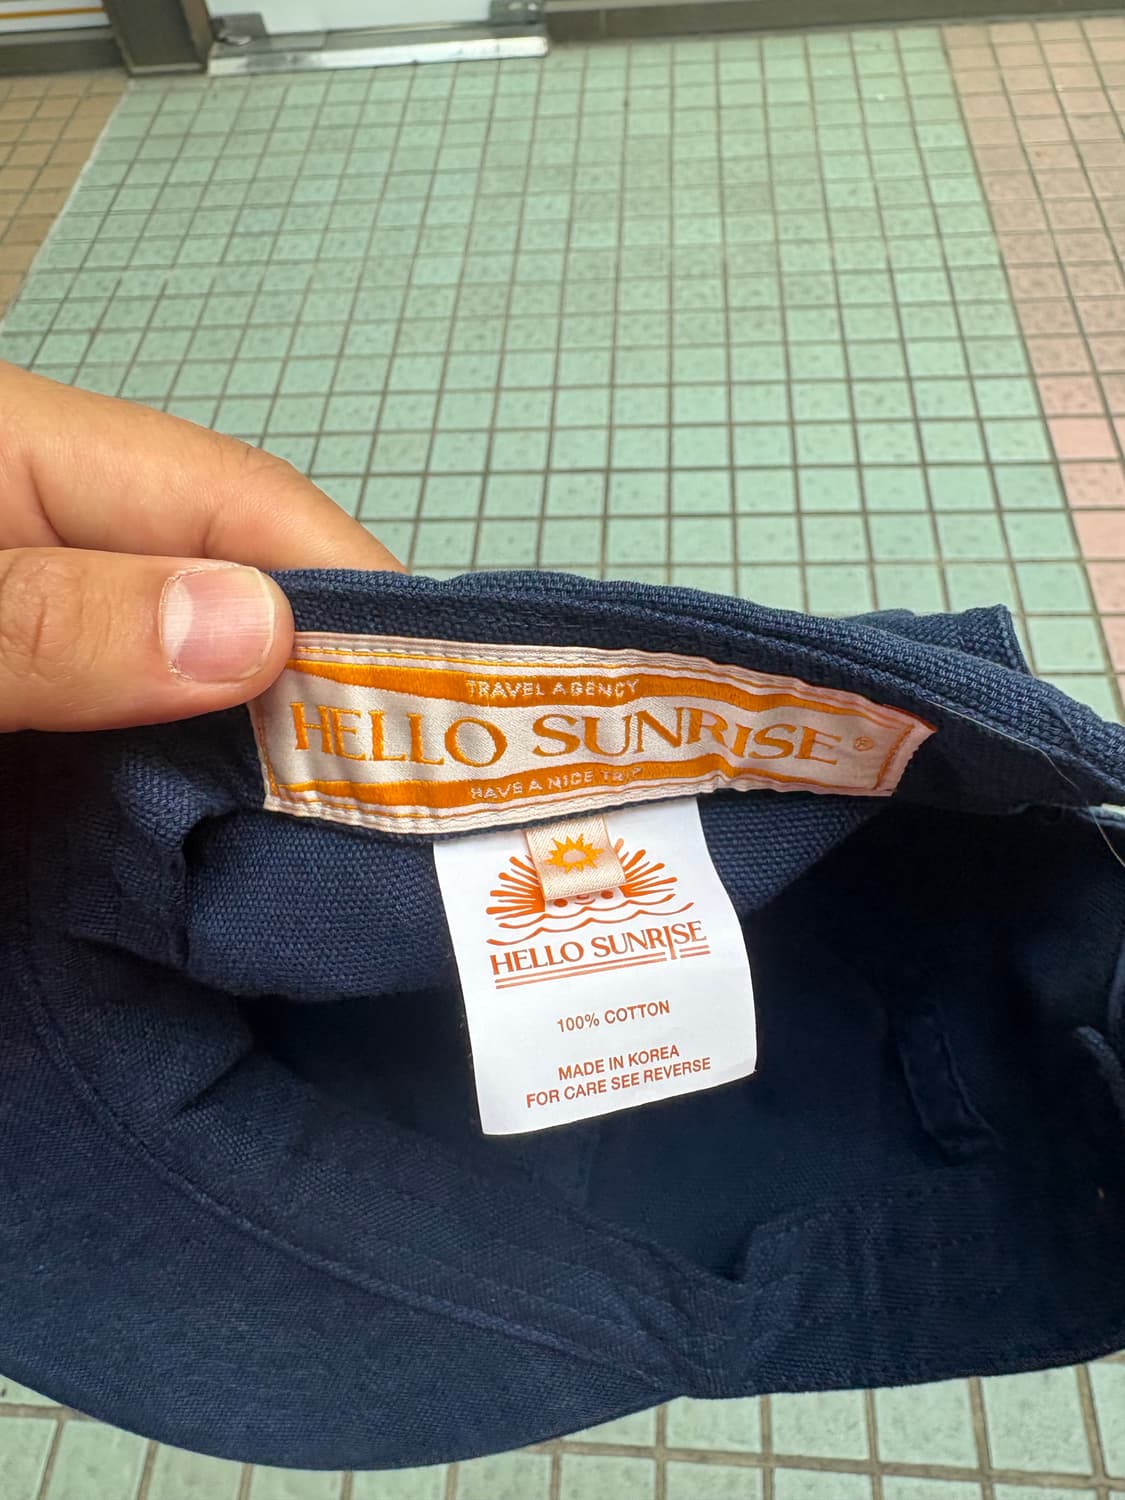 TRAVEL AGENCY
HELLO SUNRISE ®
HAVE A NICE TRIP
HELLO SUNRISE
100% COTTON
MADE IN KOREA
FOR CARE SEE REVERSE